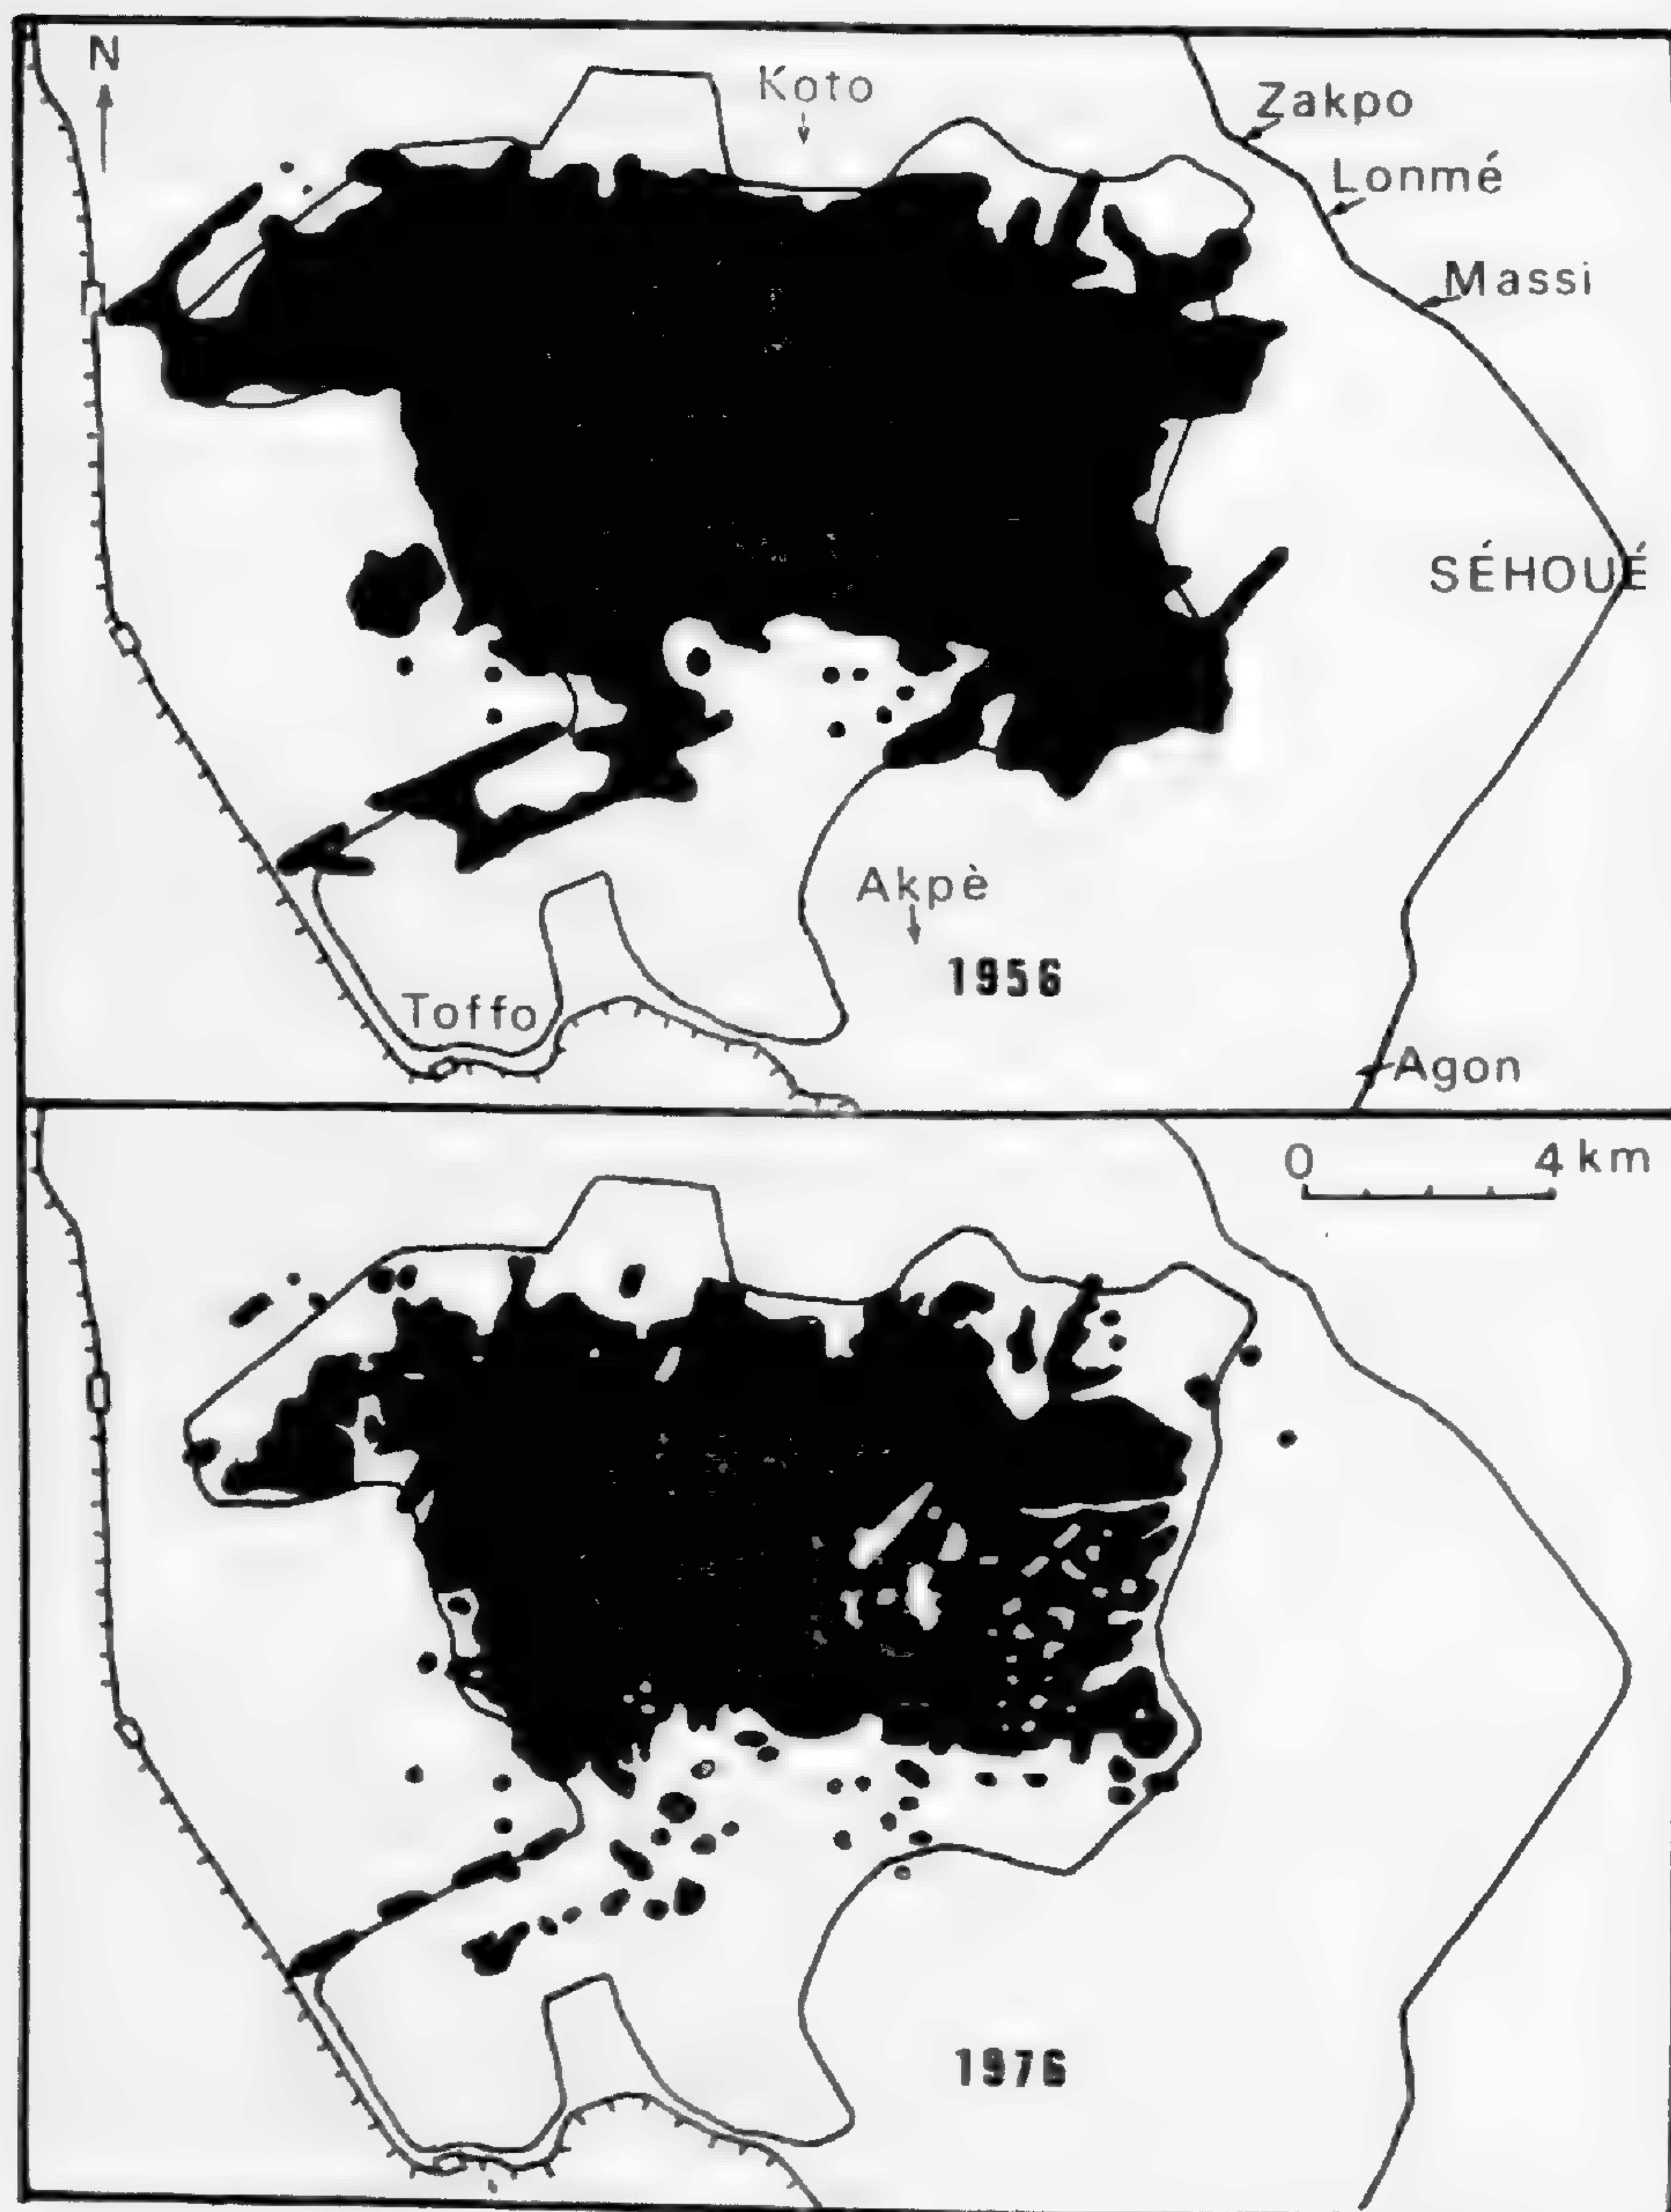 N
Koto
Zakpo
Lonmé
Massi
SÉHOUÉ
Akpè
1956
Toffo
Agon
0 4 km
1976